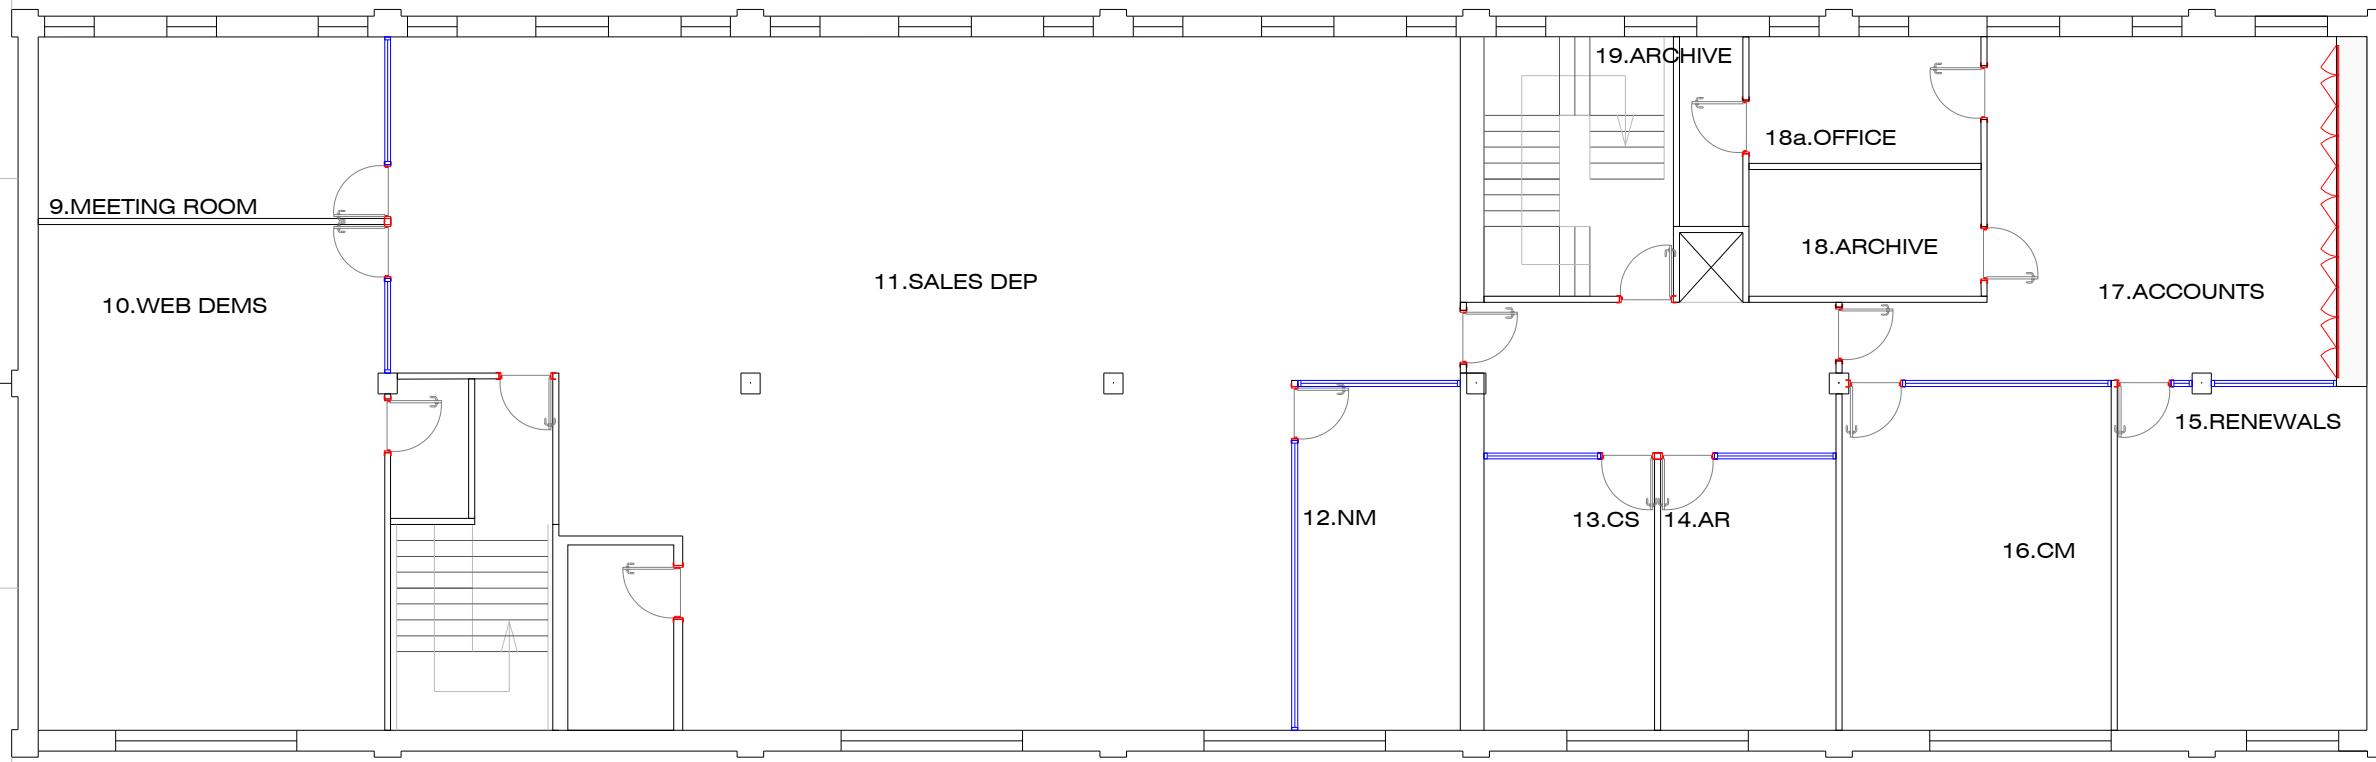 19.ARCHIVE
18a.OFFICE
9.MEETING ROOM
18.ARCHIVE
11.SALES DEP
17.ACCOUNTS
10.WEB DEMS
15.RENEWALS
12.NM
13.CS
14.AR
16.CM